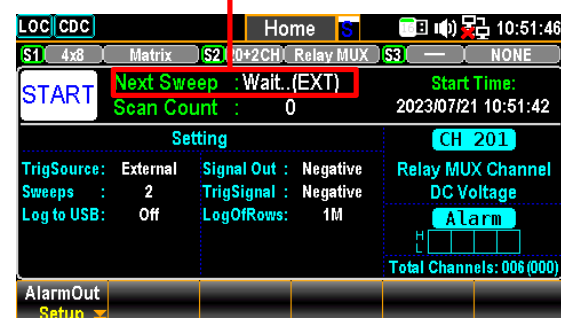 LOC CDC Home S 10:51:46
S1 4x8 Matrix S2 20+2CH Relay MUX S3 — NONE
START
Next Sweep : Wait..(EXT)
Scan Count : 0
Start Time:
2023/07/21 10:51:42
Setting
TrigSource: External Signal Out : Negative
Sweeps : 2 TrigSignal : Negative
Log to USB: Off LogOfRows: 1M
CH 201
Relay MUX Channel
DC Voltage
Alarm
H
L
Total Channels: 006 (000)
AlarmOut
Setup